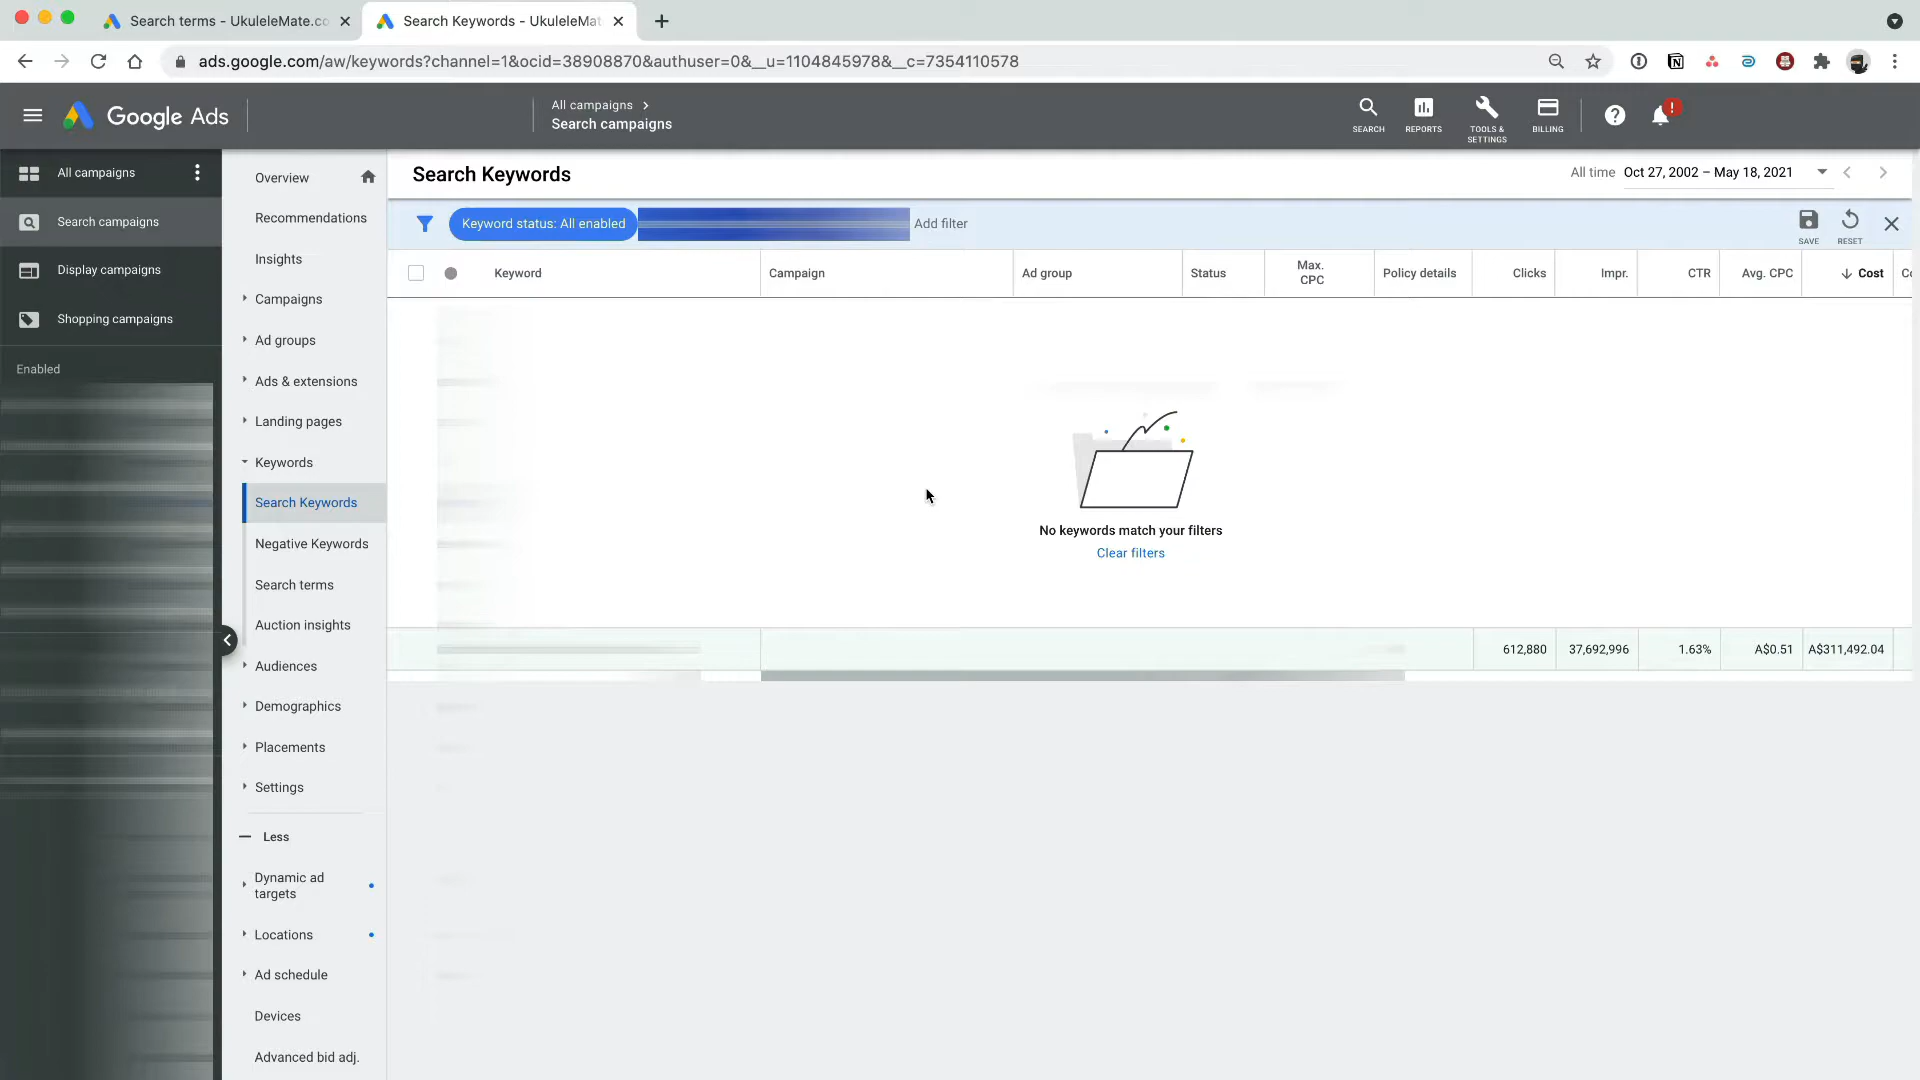 Search terms - UkuleleMate.co
Search Keywords - UkuleleMat
ads.google.com/aw/keywords?channel=1&ocid=38908870&authuser=0&__u=1104845978&__c=7354110578
Google Ads
All campaigns
Search campaigns
SEARCH
REPORTS
TOOLS &
SETTINGS
BILLING
All campaigns
Search campaigns
Display campaigns
Shopping campaigns
Enabled
Overview
Recommendations
Insights
Campaigns
Ad groups
Ads & extensions
Landing pages
Keywords
Search Keywords
Negative Keywords
Search terms
Auction insights
Audiences
Demographics
Placements
Settings
Less
Dynamic ad
targets
Locations
Ad schedule
Devices
Advanced bid adj.
Search Keywords
All time Oct 27, 2002 – May 18, 2021
Keyword status: All enabled
Add filter
SAVE
RESET
Keyword Campaign Ad group Status Max. CPC Policy details Clicks Impr. CTR Avg. CPC Cost
No keywords match your filters
Clear filters
612,880 37,692,996 1.63% A$0.51 A$311,492.04